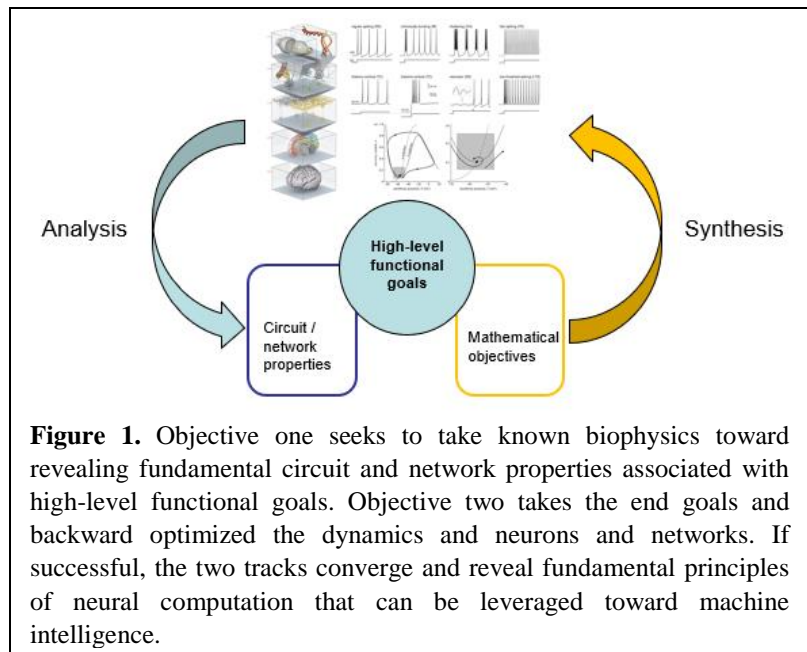 Analysis
Synthesis
High-level
functional
goals
Circuit /
network
properties
Mathematical
objectives
Figure 1. Objective one seeks to take known biophysics toward
revealing fundamental circuit and network properties associated with
high-level functional goals. Objective two takes the end goals and
backward optimized the dynamics and neurons and networks. If
successful, the two tracks converge and reveal fundamental principles
of neural computation that can be leveraged toward machine
intelligence.